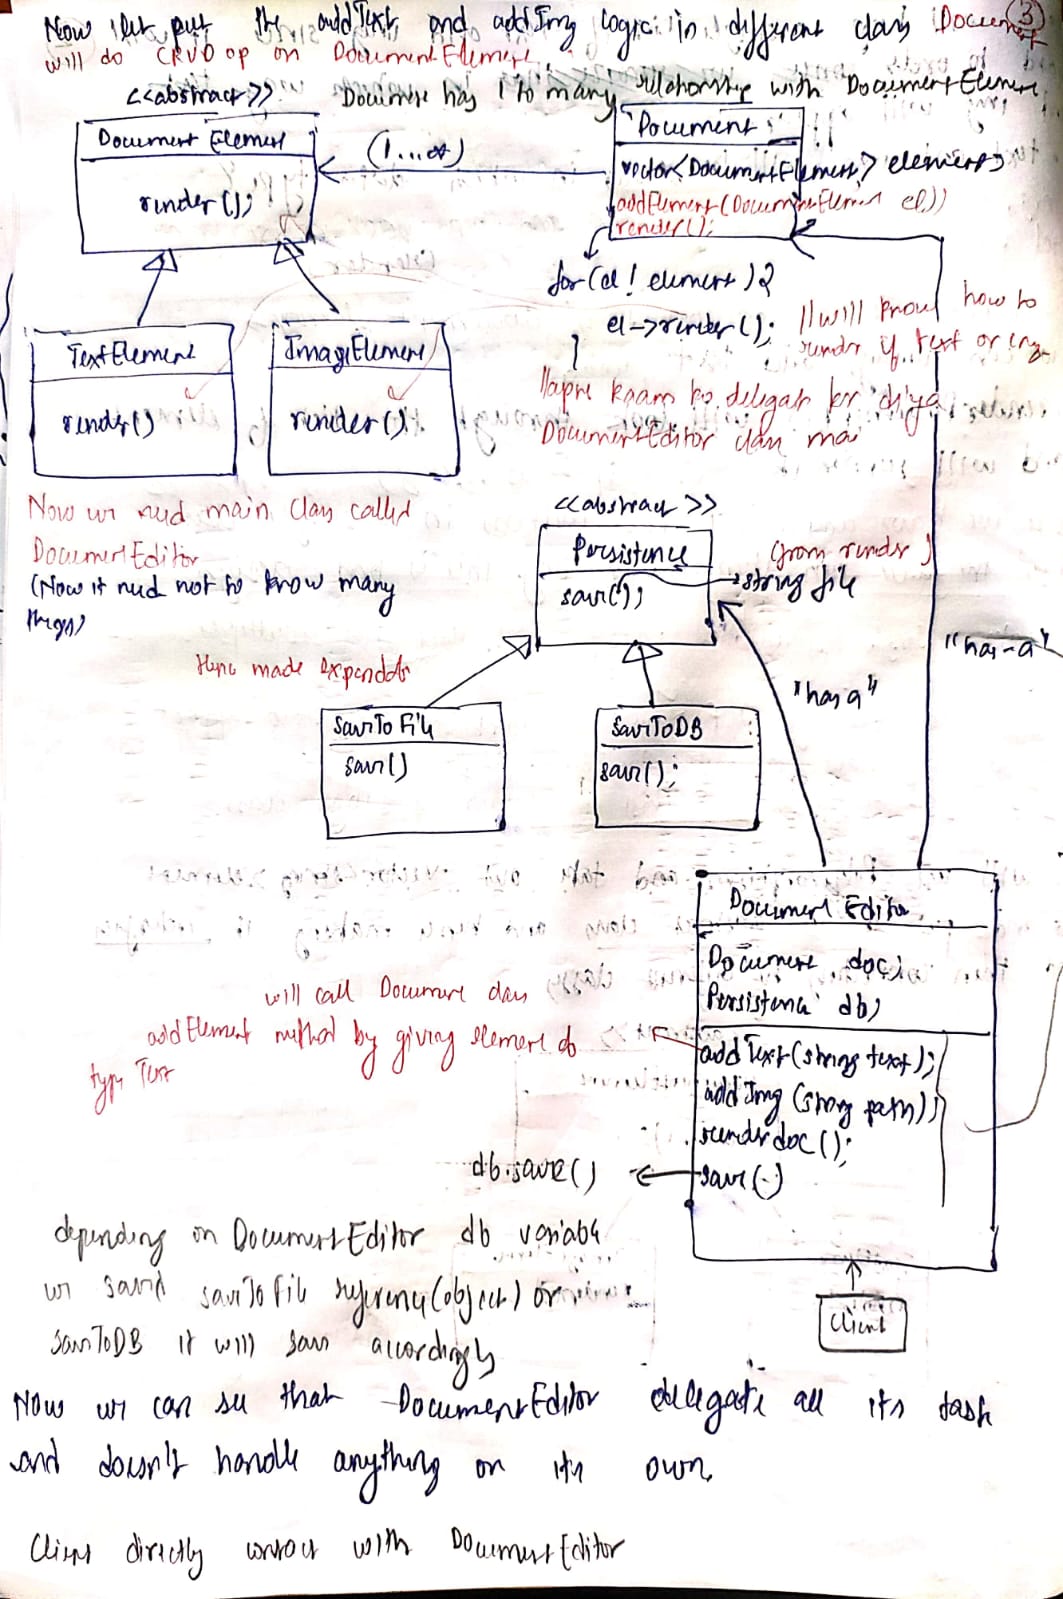 3
Now let put the addText and addImg logic in different class Document
will do CRUD op on DocumentElement
Document has 1 to many relationship with DocumentElement
<<abstract>>
Document Element
render();
(1...*)
Document
vector<DocumentElement> elements
addElement(DocumentElement el))
render();
for(el : element){
el->render();
}
//will know how to
render if text or img
//apne kaam ko delegate kr diya
DocumentEditor class mai
TextElement
render()
ImageElement
render()
Now we need main class called
DocumentEditor
(Now it need not to know many
things)
<<abstract>>
Persistence
save();
(from render)
string file
Hence made expandable
SaveToFile
save()
SaveToDB
save();
"has a"
"has-a"
Document Editor
Document doc;
Persistence db;
addText(string text);
addImg (string path);
renderdoc();
save()
will call Document class
addElement method by giving element of
type Text
db.save()
depending on DocumentEditor db variable
we saved saveToFile reference(object) or
SaveToDB it will save accordingly
Client
Now we can see that DocumentEditor delegate all its task
and doesn't handle anything on its own.
Client directly interact with DocumentEditor